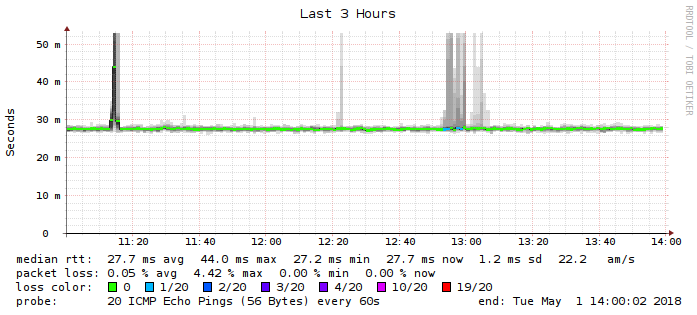 Last 3 Hours
RRDTOOL / TOBI OETIKER
Seconds
50 m
40 m
30 m
20 m
10 m
0
11:20 11:40 12:00 12:20 12:40 13:00 13:20 13:40 14:00
median rtt: 27.7 ms avg 44.0 ms max 27.2 ms min 27.7 ms now 1.2 ms sd 22.2 am/s
packet loss: 0.05 % avg 4.42 % max 0.00 % min 0.00 % now
loss color: 0 1/20 2/20 3/20 4/20 10/20 19/20
probe: 20 ICMP Echo Pings (56 Bytes) every 60s end: Tue May 1 14:00:02 2018